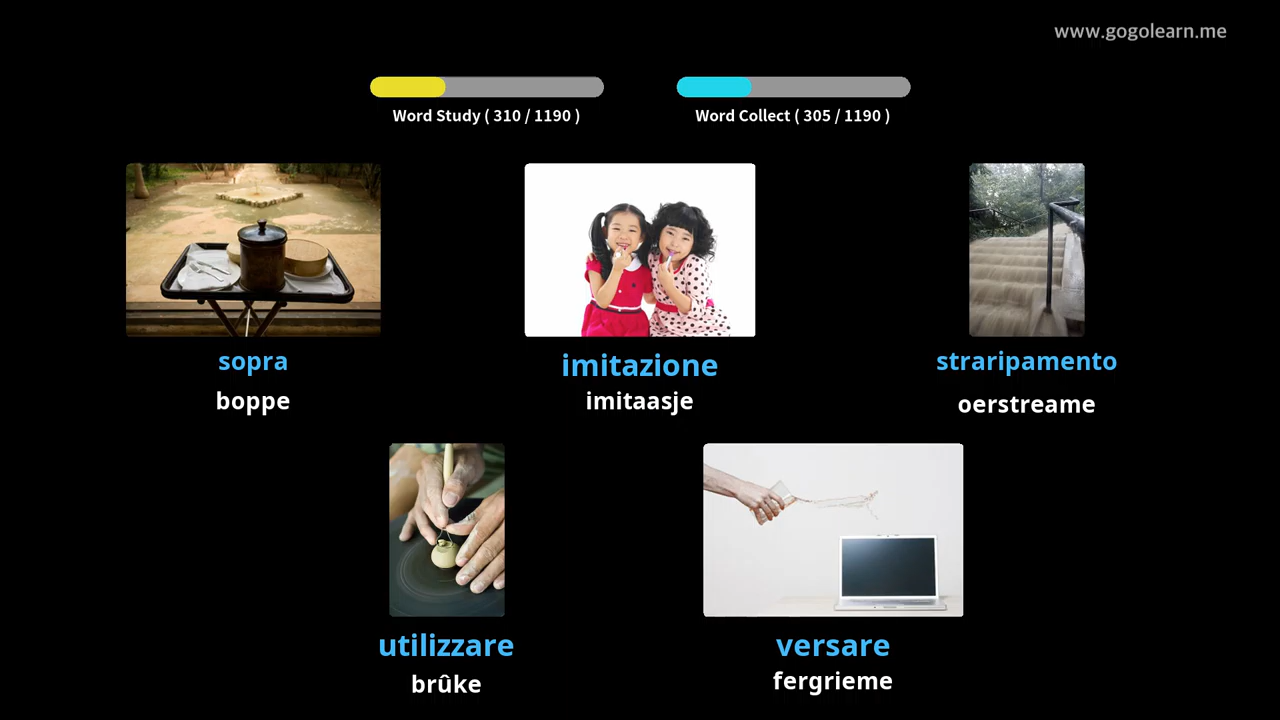 www.gogolearn.me
Word Study ( 310 / 1190 )
Word Collect ( 305 / 1190 )
sopra
boppe
imitazione
imitaasje
straripamento
oerstreame
utilizzare
brûke
versare
fergrieme